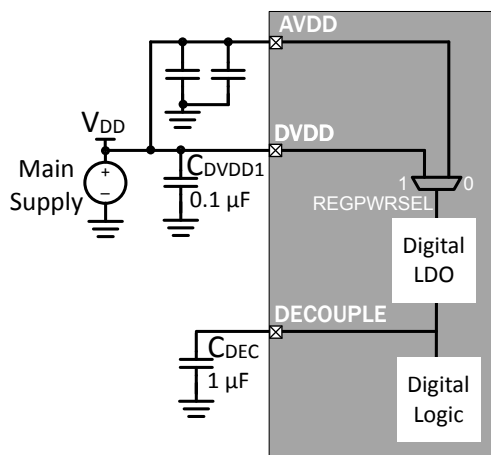 AVDD
VDD
DVDD
+
−
Main
Supply
CDVDD1
0.1 µF
1
0
REGPWRSEL
Digital
LDO
DECOUPLE
CDEC
1 µF
Digital
Logic